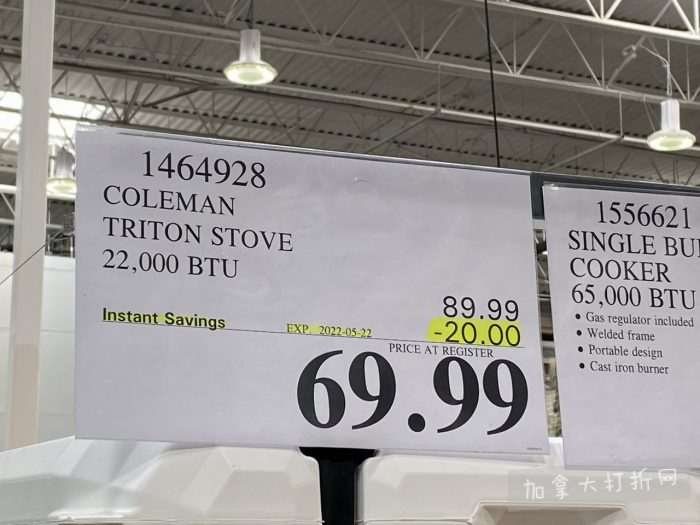 1464928
COLEMAN
TRITON STOVE
22,000 BTU
89.99
Instant Savings EXP. 2022-05-22 -20.00
PRICE AT REGISTER
69.99
1556621
SINGLE BU
COOKER
65,000 BTU
• Gas regulator included
• Welded frame
• Portable design
• Cast iron burner
加拿大打折网